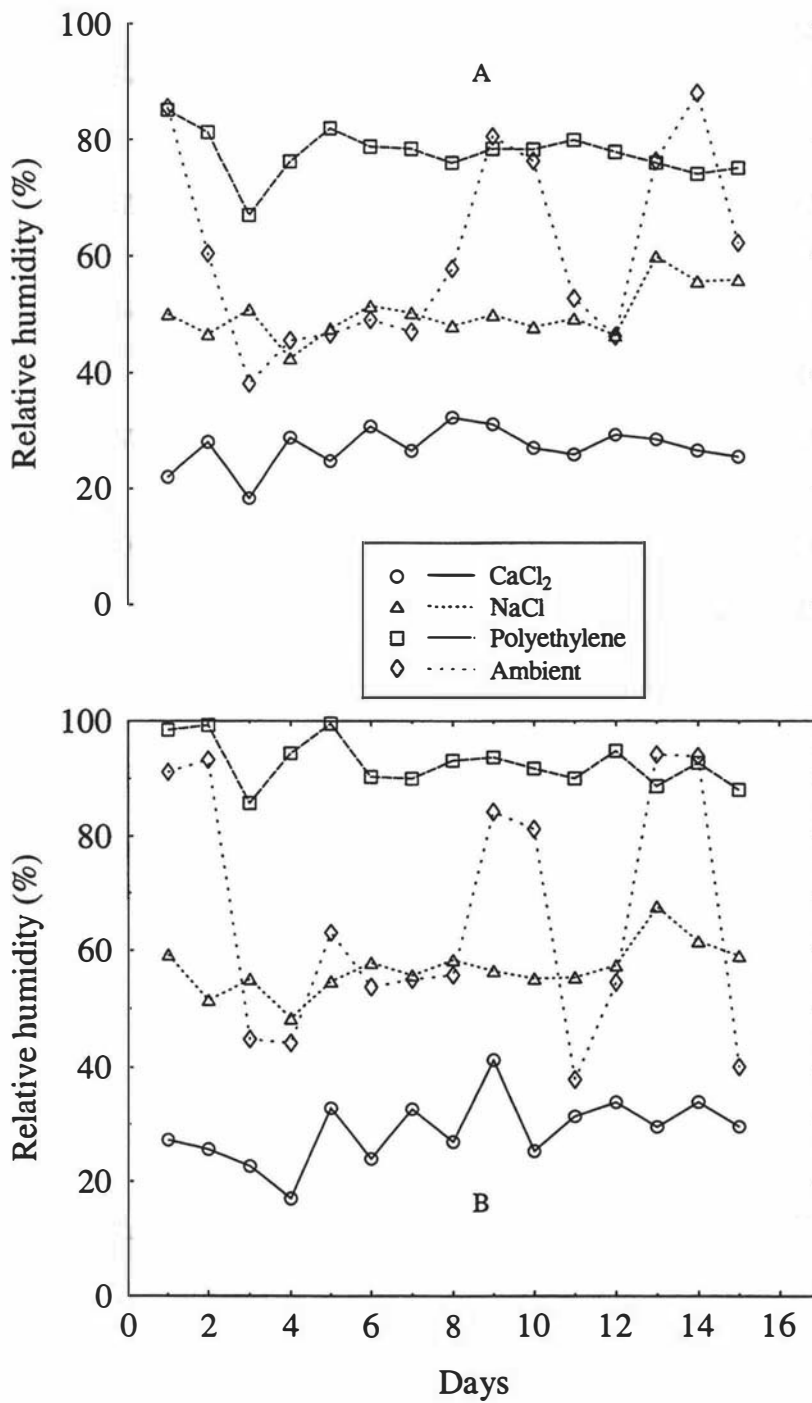 100
80
60
40
20
0
Relative humidity (%)
A
CaCl₂
NaCl
Polyethylene
Ambient
100
80
60
40
20
0
Relative humidity (%)
B
0 2 4 6 8 10 12 14 16
Days